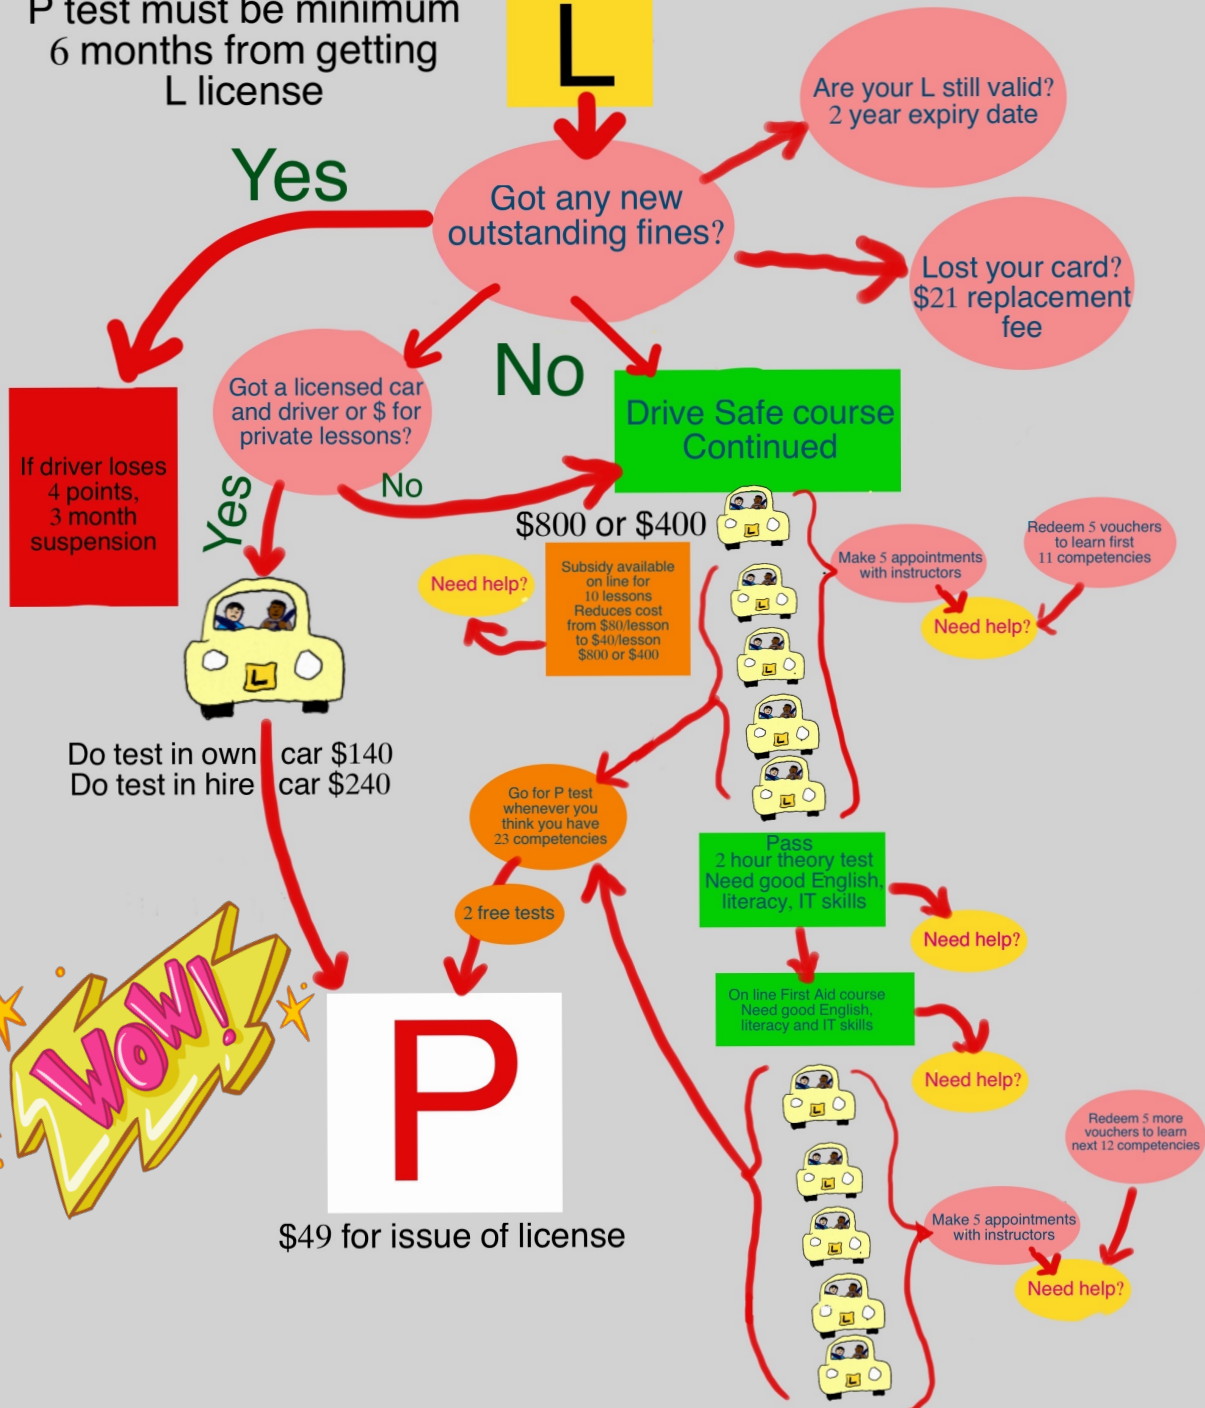 P test must be minimum
6 months from getting
L license
L
Are your L still valid?
2 year expiry date
Yes
Got any new
outstanding fines?
Lost your card?
$21 replacement
fee
No
Got a licensed car
and driver or $ for
private lessons?
Drive Safe course
Continued
If driver loses
4 points,
3 month
suspension
Yes
No
$800 or $400
L
Need help?
Subsidy available
on line for
10 lessons
Reduces cost
from $80/lesson
to $40/lesson
$800 or $400
Make 5 appointments
with instructors
Redeem 5 vouchers
to learn first
11 competencies
Need help?
L
L
L
L
L
Do test in own car $140
Do test in hire car $240
Go for P test
whenever you
think you have
23 competencies
2 free tests
Pass
2 hour theory test
Need good English,
literacy, IT skills
Need help?
On line First Aid course
Need good English,
literacy and IT skills
Need help?
WOW!
P
$49 for issue of license
L
L
L
L
L
Redeem 5 more
vouchers to learn
next 12 competencies
Make 5 appointments
with instructors
Need help?